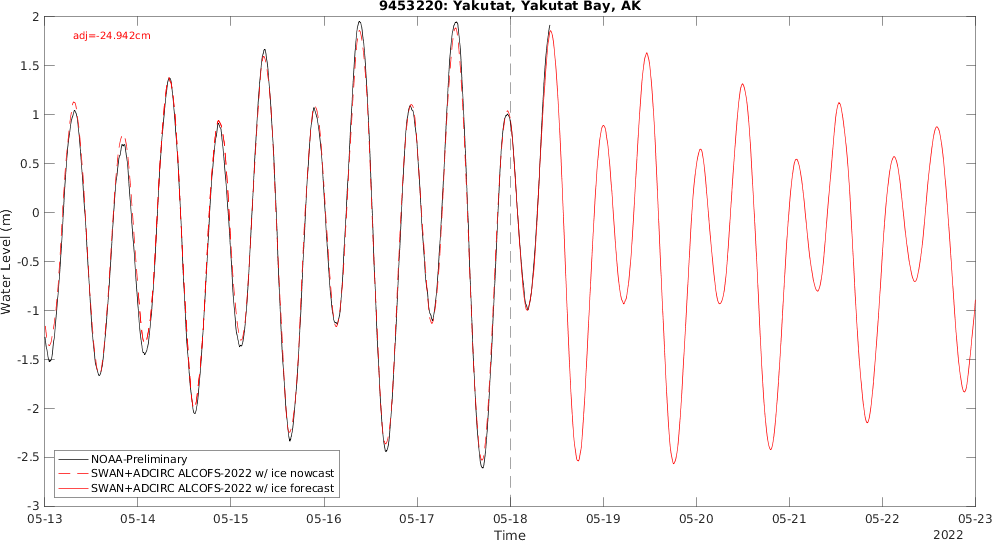 9453220: Yakutat, Yakutat Bay, AK
adj=-24.942cm
2
1.5
1
0.5
0
-0.5
-1
-1.5
-2
-2.5
-3
Water Level (m)
NOAA-Preliminary
SWAN+ADCIRC ALCOFS-2022 w/ ice nowcast
SWAN+ADCIRC ALCOFS-2022 w/ ice forecast
05-13 05-14 05-15 05-16 05-17 05-18 05-19 05-20 05-21 05-22 05-23
Time
2022